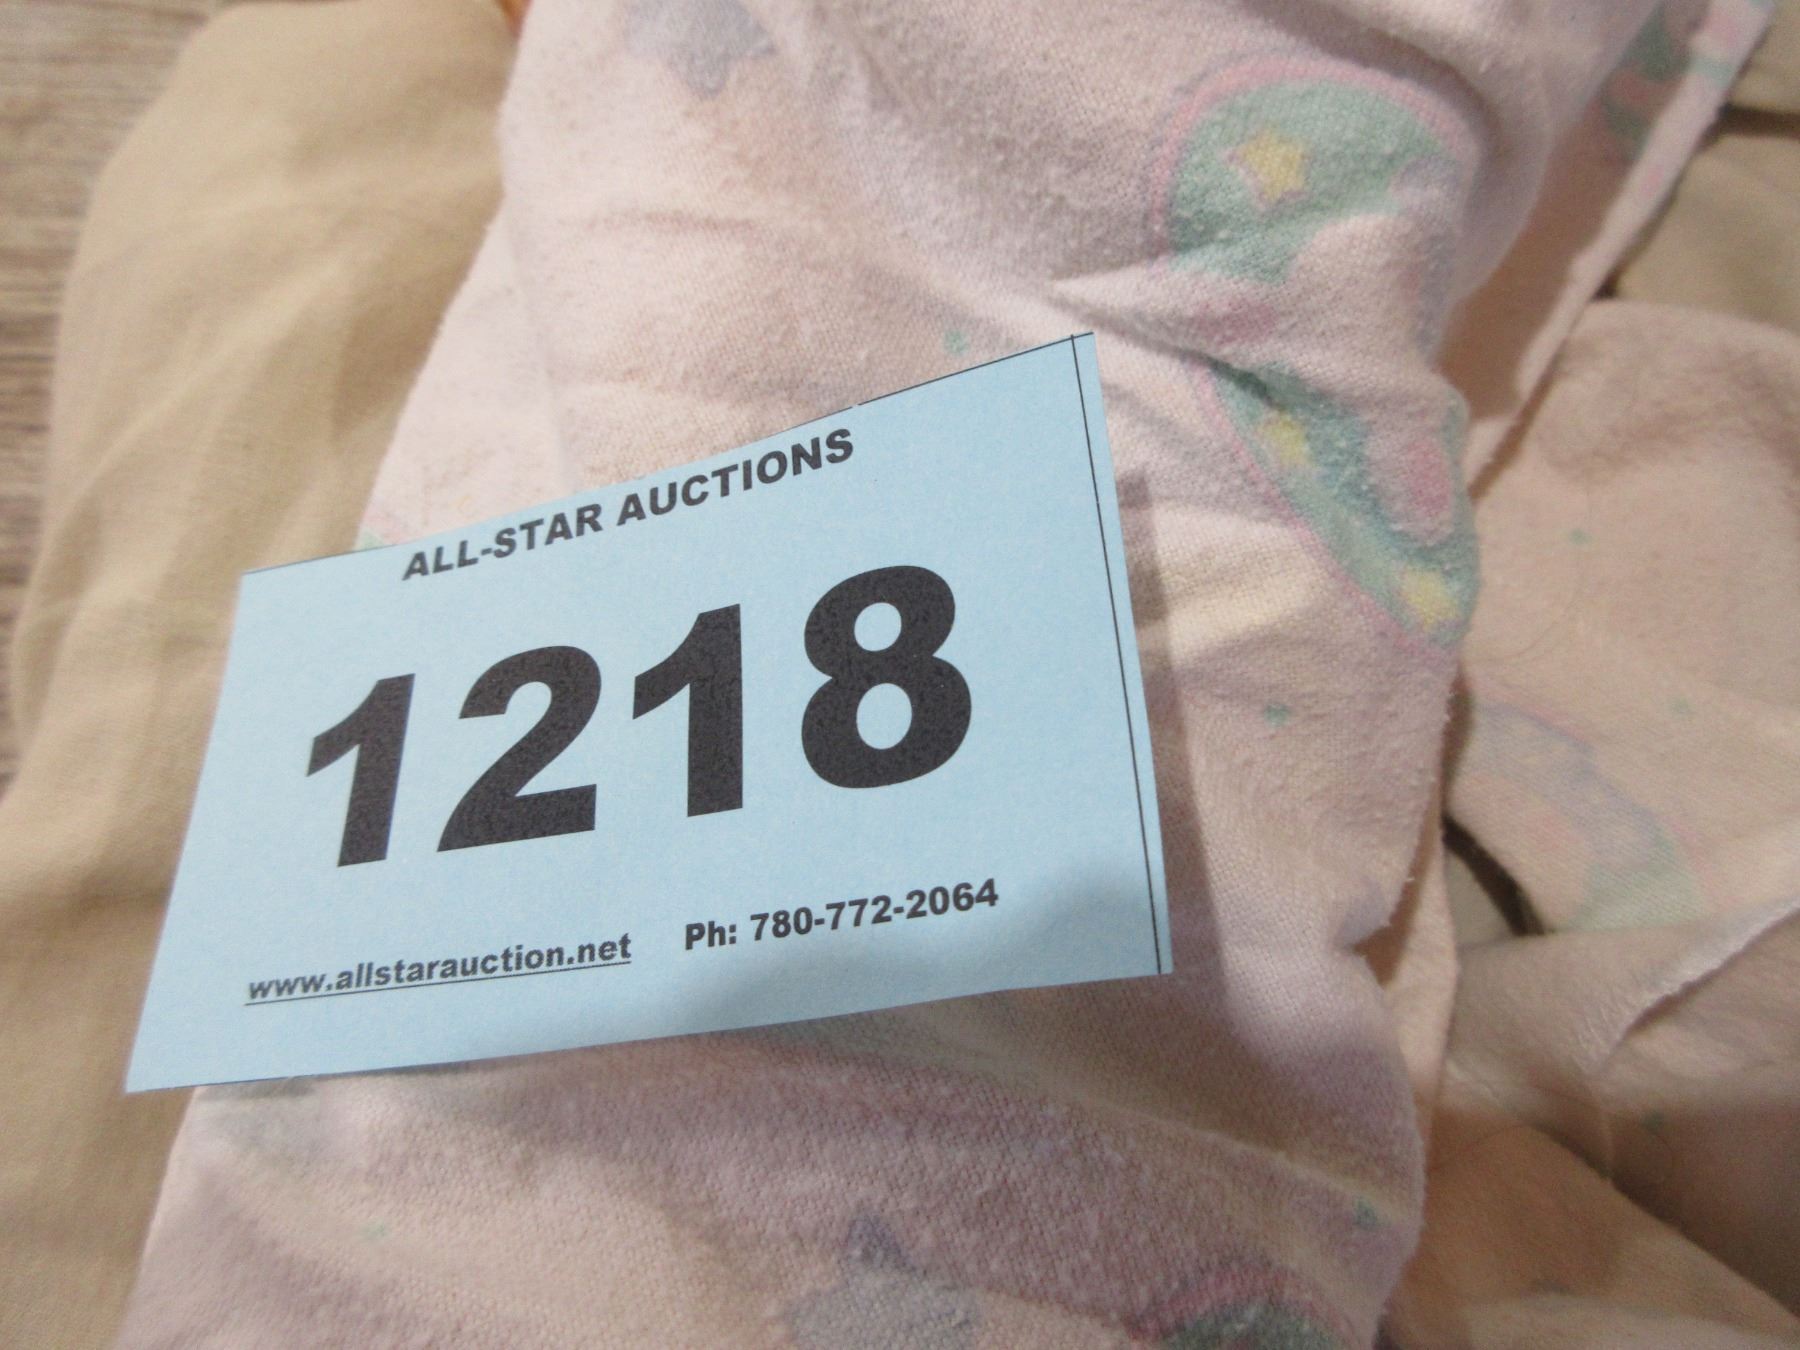 ALL-STAR AUCTIONS
1218
www.allstarauction.net Ph: 780-772-2064